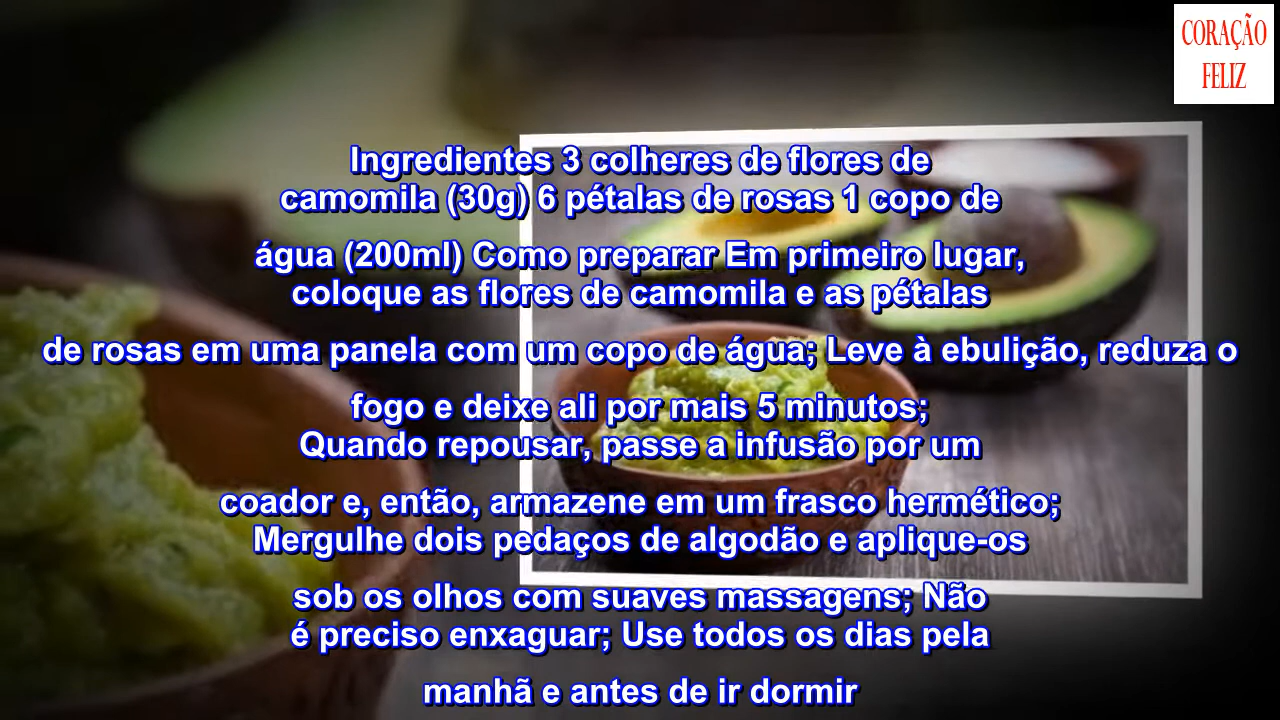 CORAÇÃO
FELIZ
Ingredientes 3 colheres de flores de
camomila (30g) 6 pétalas de rosas 1 copo de
água (200ml) Como preparar Em primeiro lugar,
coloque as flores de camomila e as pétalas
de rosas em uma panela com um copo de água; Leve à ebulição, reduza o
fogo e deixe ali por mais 5 minutos;
Quando repousar, passe a infusão por um
coador e, então, armazene em um frasco hermético;
Mergulhe dois pedaços de algodão e aplique-os
sob os olhos com suaves massagens; Não
é preciso enxaguar; Use todos os dias pela
manhã e antes de ir dormir